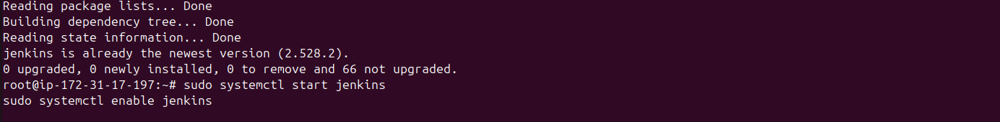 Reading package lists... Done
Building dependency tree... Done
Reading state information... Done
jenkins is already the newest version (2.528.2).
0 upgraded, 0 newly installed, 0 to remove and 66 not upgraded.
root@ip-172-31-17-197:~# sudo systemctl start jenkins
sudo systemctl enable jenkins